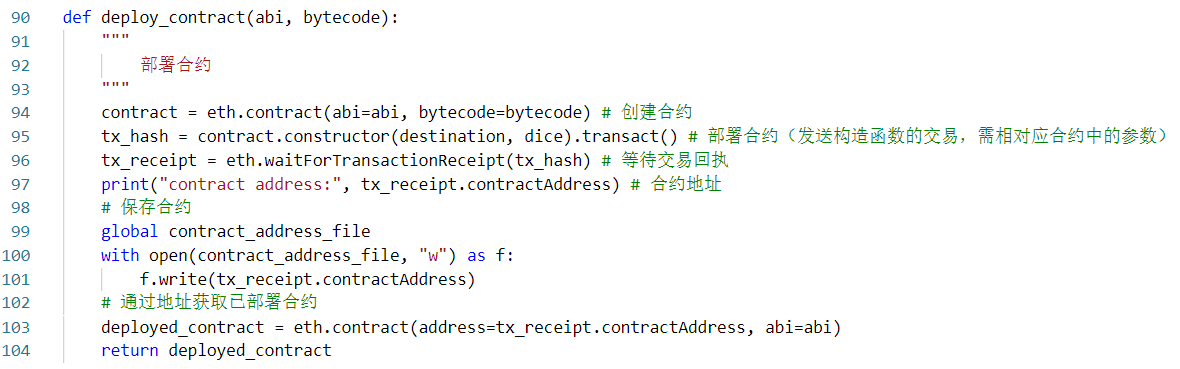 90 def deploy_contract(abi, bytecode):
91 """
92 部署合约
93 """
94 contract = eth.contract(abi=abi, bytecode=bytecode) # 创建合约
95 tx_hash = contract.constructor(destination, dice).transact() # 部署合约（发送构造函数的交易，需相对应合约中的参数）
96 tx_receipt = eth.waitForTransactionReceipt(tx_hash) # 等待交易回执
97 print("contract address:", tx_receipt.contractAddress) # 合约地址
98 # 保存合约
99 global contract_address_file
100 with open(contract_address_file, "w") as f:
101 f.write(tx_receipt.contractAddress)
102 # 通过地址获取已部署合约
103 deployed_contract = eth.contract(address=tx_receipt.contractAddress, abi=abi)
104 return deployed_contract